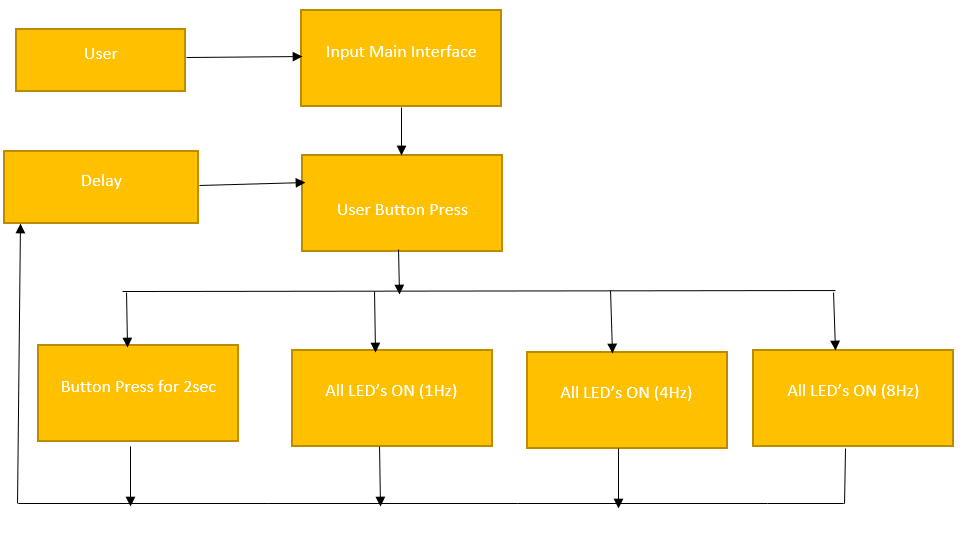 User
Input Main Interface
Delay
User Button Press
Button Press for 2sec
All LED's ON (1Hz)
All LED's ON (4Hz)
All LED's ON (8Hz)